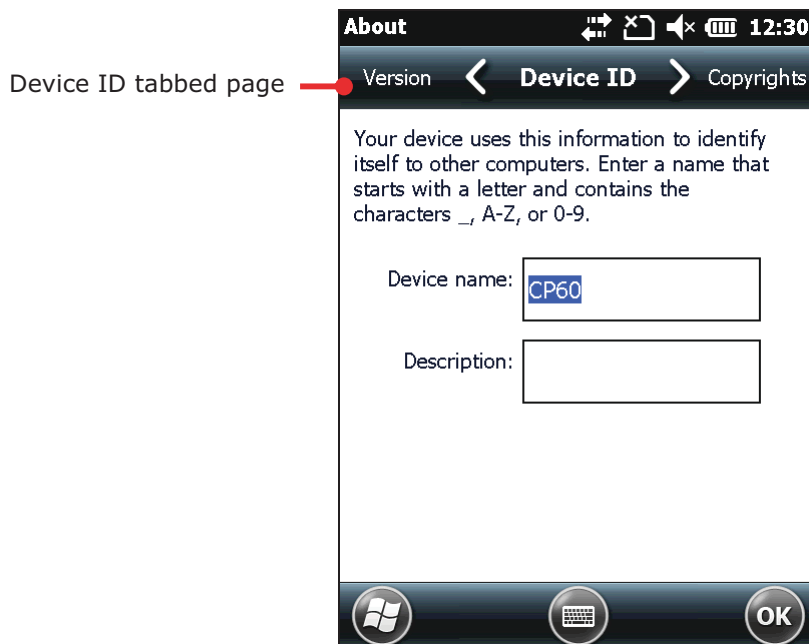 About 12:30
Device ID tabbed page
Version Device ID Copyrights
Your device uses this information to identify
itself to other computers. Enter a name that
starts with a letter and contains the
characters _, A-Z, or 0-9.
Device name: CP60
Description:
OK